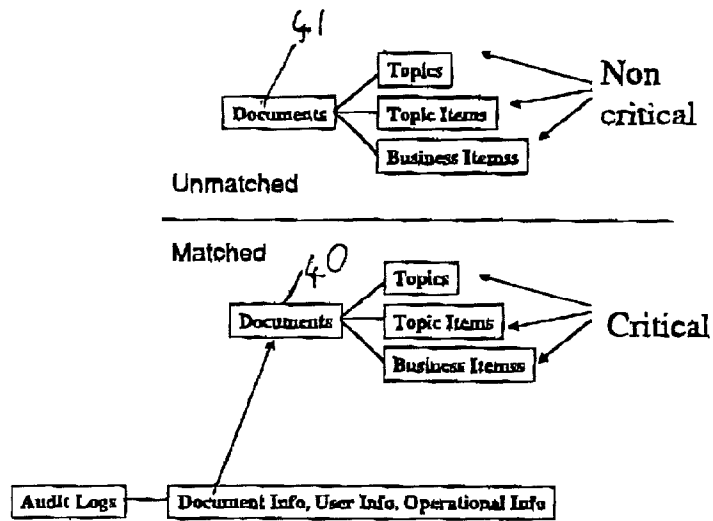 41
Topics
Non
critical
Documents
Topic Items
Business Itemss
Unmatched
Matched
40
Topics
Documents
Topic Items
Critical
Business Itemss
Audit Logs
Document Info, User Info, Operational Info